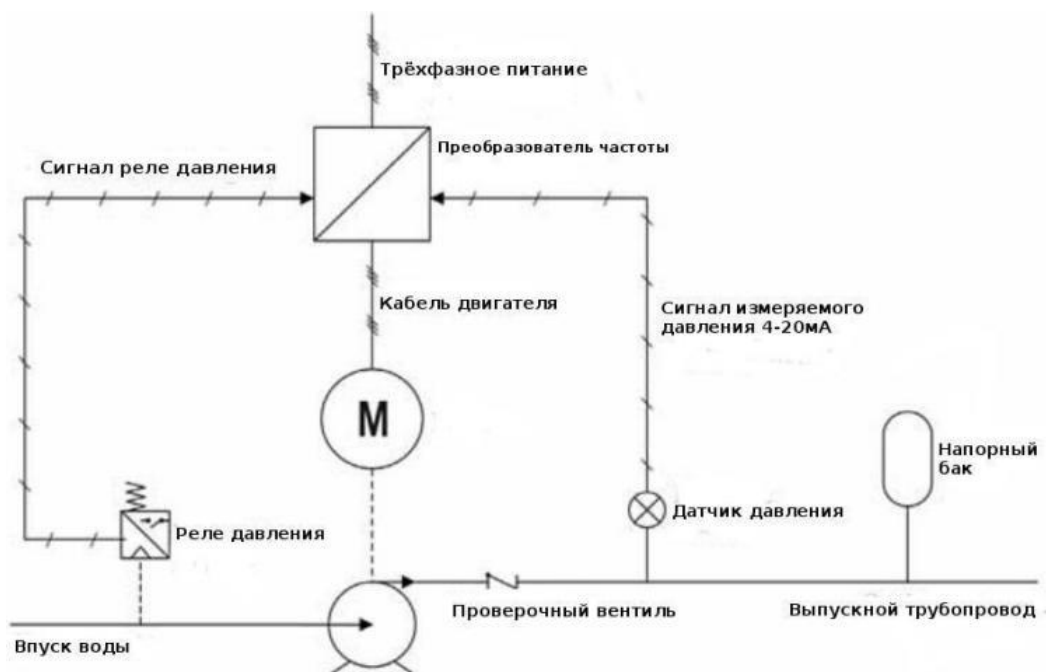 Трёхфазное питание
Преобразователь частоты
Сигнал реле давления
Кабель двигателя
Сигнал измеряемого
давления 4-20мА
М
Напорный
бак
Датчик давления
Реле давления
Проверочный вентиль
Выпускной трубопровод
Впуск воды